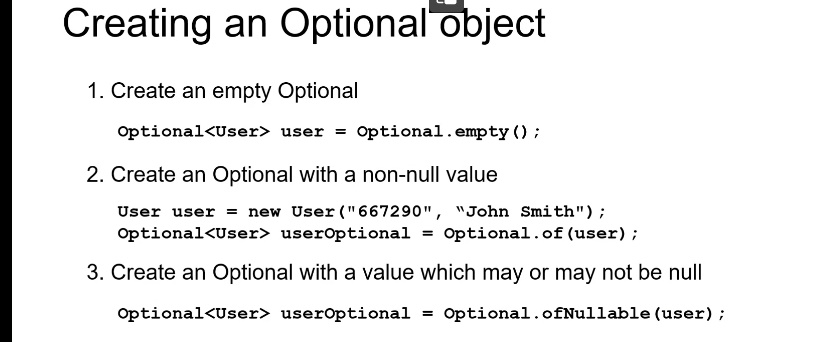 Creating an Optional object
1. Create an empty Optional
Optional<User> user = Optional.empty();
2. Create an Optional with a non-null value
User user = new User("667290", “John Smith");
Optional<User> userOptional = Optional.of(user);
3. Create an Optional with a value which may or may not be null
Optional<User> userOptional = Optional.ofNullable(user);